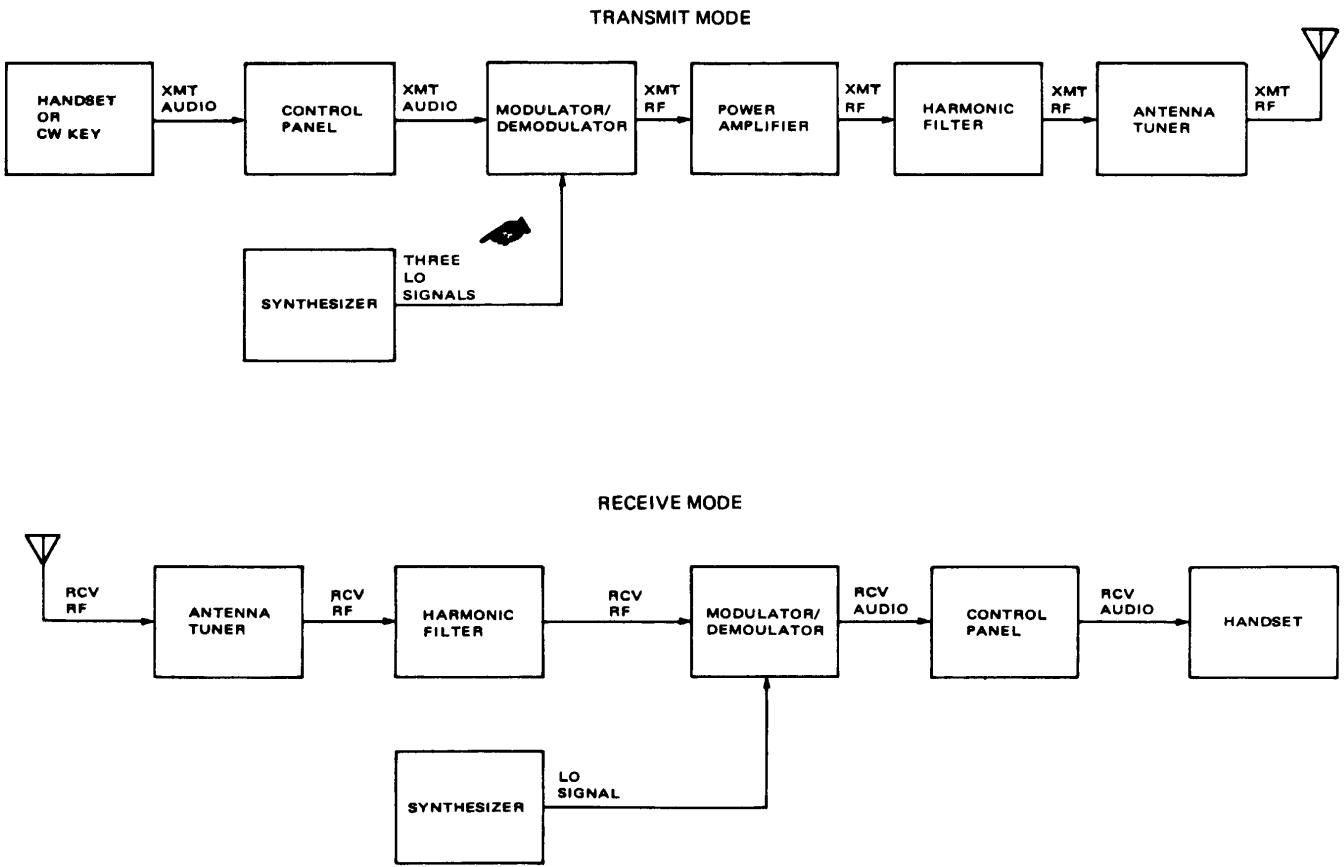 TRANSMIT MODE
HANDSET
OR
CW KEY
XMT
AUDIO
CONTROL
PANEL
XMT
AUDIO
MODULATOR/
DEMODULATOR
XMT
RF
POWER
AMPLIFIER
XMT
RF
HARMONIC
FILTER
XMT
RF
ANTENNA
TUNER
XMT
RF
SYNTHESIZER
THREE
LO
SIGNALS
RECEIVE MODE
RCV
RF
ANTENNA
TUNER
RCV
RF
HARMONIC
FILTER
RCV
RF
MODULATOR/
DEMOULATOR
RCV
AUDIO
CONTROL
PANEL
RCV
AUDIO
HANDSET
SYNTHESIZER
LO
SIGNAL